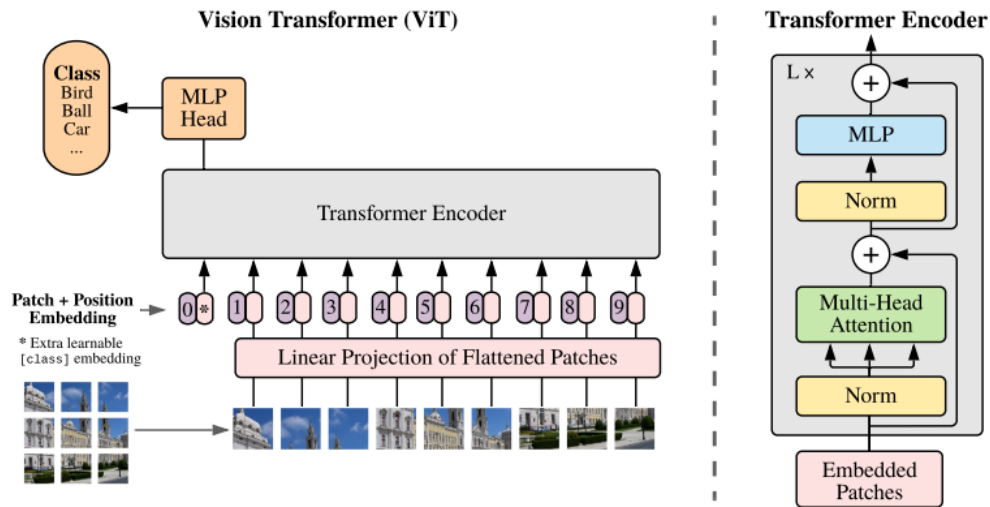 Vision Transformer (ViT)
Class
Bird
Ball
Car
...
MLP
Head
Transformer Encoder
Patch + Position
Embedding
* Extra learnable
[class] embedding
0 * 1 2 3 4 5 6 7 8 9
Linear Projection of Flattened Patches
Transformer Encoder
L ×
+
MLP
Norm
+
Multi-Head
Attention
Norm
Embedded
Patches